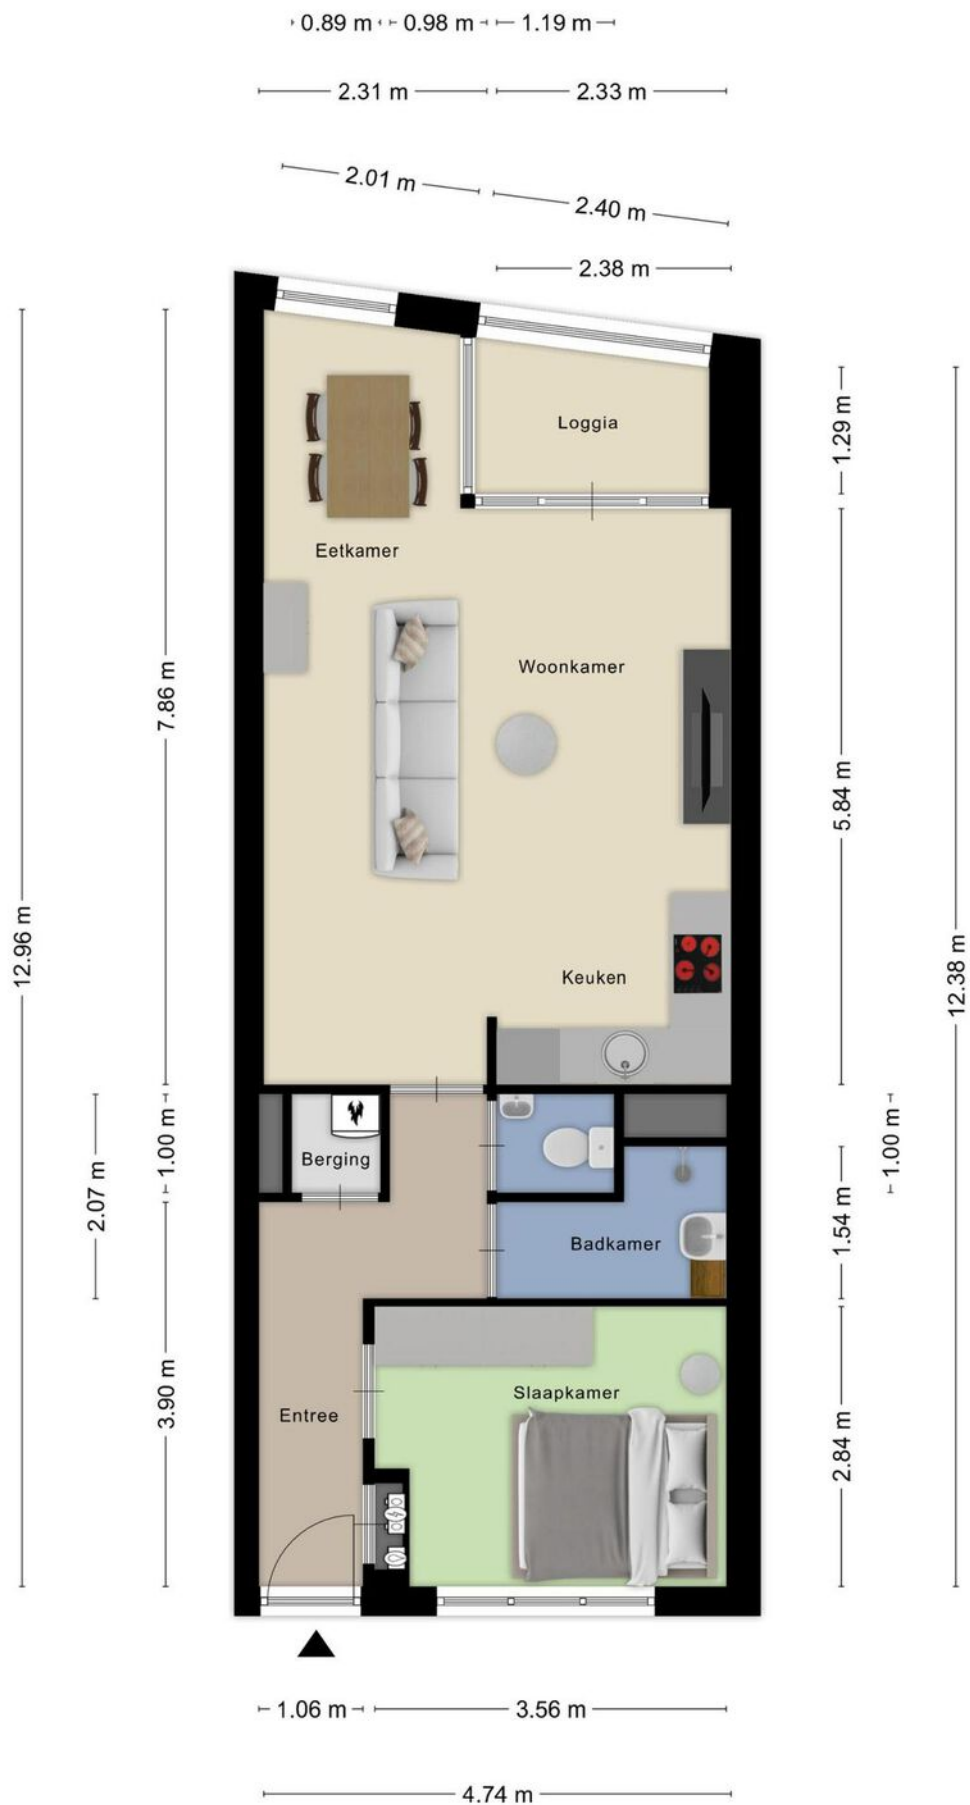 0.89 m 0.98 m 1.19 m
2.31 m 2.33 m
2.01 m
2.40 m
2.38 m
Loggia
1.29 m
Eetkamer
Woonkamer
7.86 m
5.84 m
12.96 m
Keuken
12.38 m
Berging
1.00 m
1.00 m
2.07 m
Badkamer
1.54 m
Slaapkamer
Entree
3.90 m
2.84 m
1.06 m 3.56 m
4.74 m